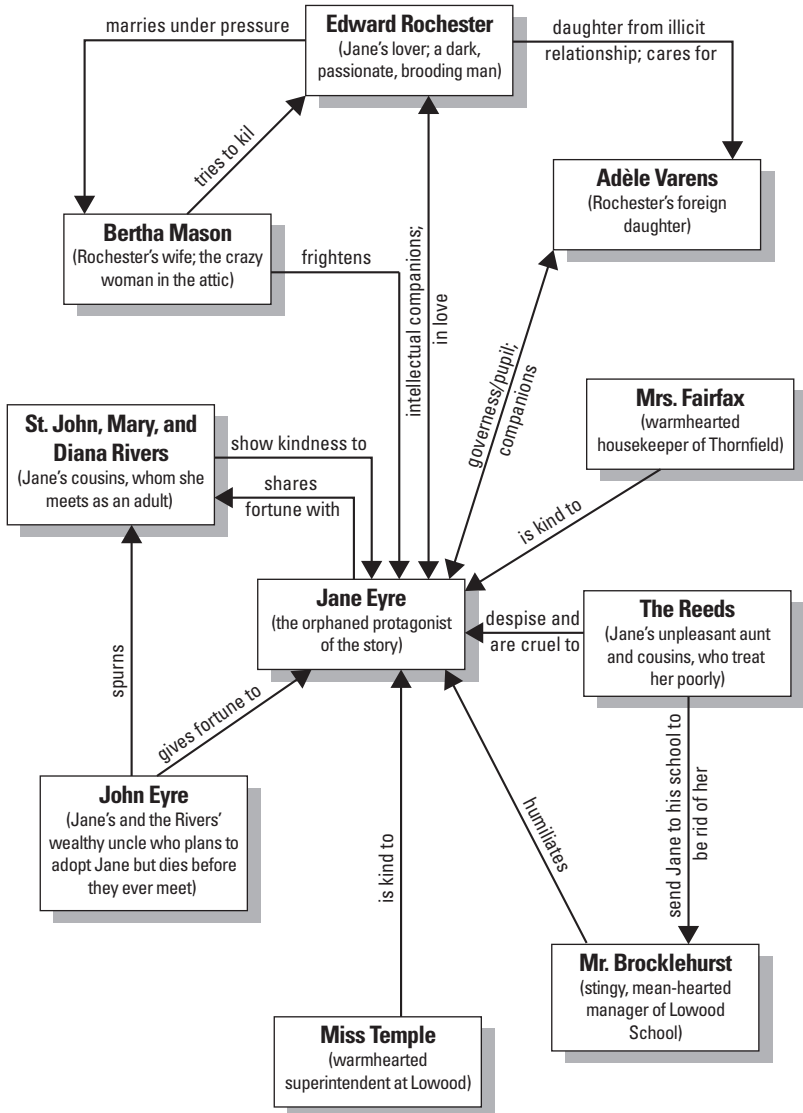 marries under pressure
Edward Rochester
(Jane's lover; a dark,
passionate, brooding man)
daughter from illicit
relationship; cares for
tries to kil
Adèle Varens
(Rochester's foreign
daughter)
Bertha Mason
(Rochester's wife; the crazy
woman in the attic)
frightens
intellectual companions;
in love
governess/pupil;
companions
Mrs. Fairfax
(warmhearted
housekeeper of Thornfield)
St. John, Mary, and
Diana Rivers
(Jane's cousins, whom she
meets as an adult)
show kindness to
shares
fortune with
is kind to
Jane Eyre
(the orphaned protagonist
of the story)
despise and
are cruel to
The Reeds
(Jane's unpleasant aunt
and cousins, who treat
her poorly)
spurns
gives fortune to
John Eyre
(Jane's and the Rivers'
wealthy uncle who plans to
adopt Jane but dies before
they ever meet)
is kind to
humiliates
send Jane to his school to
be rid of her
Mr. Brocklehurst
(stingy, mean-hearted
manager of Lowood
School)
Miss Temple
(warmhearted
superintendent at Lowood)